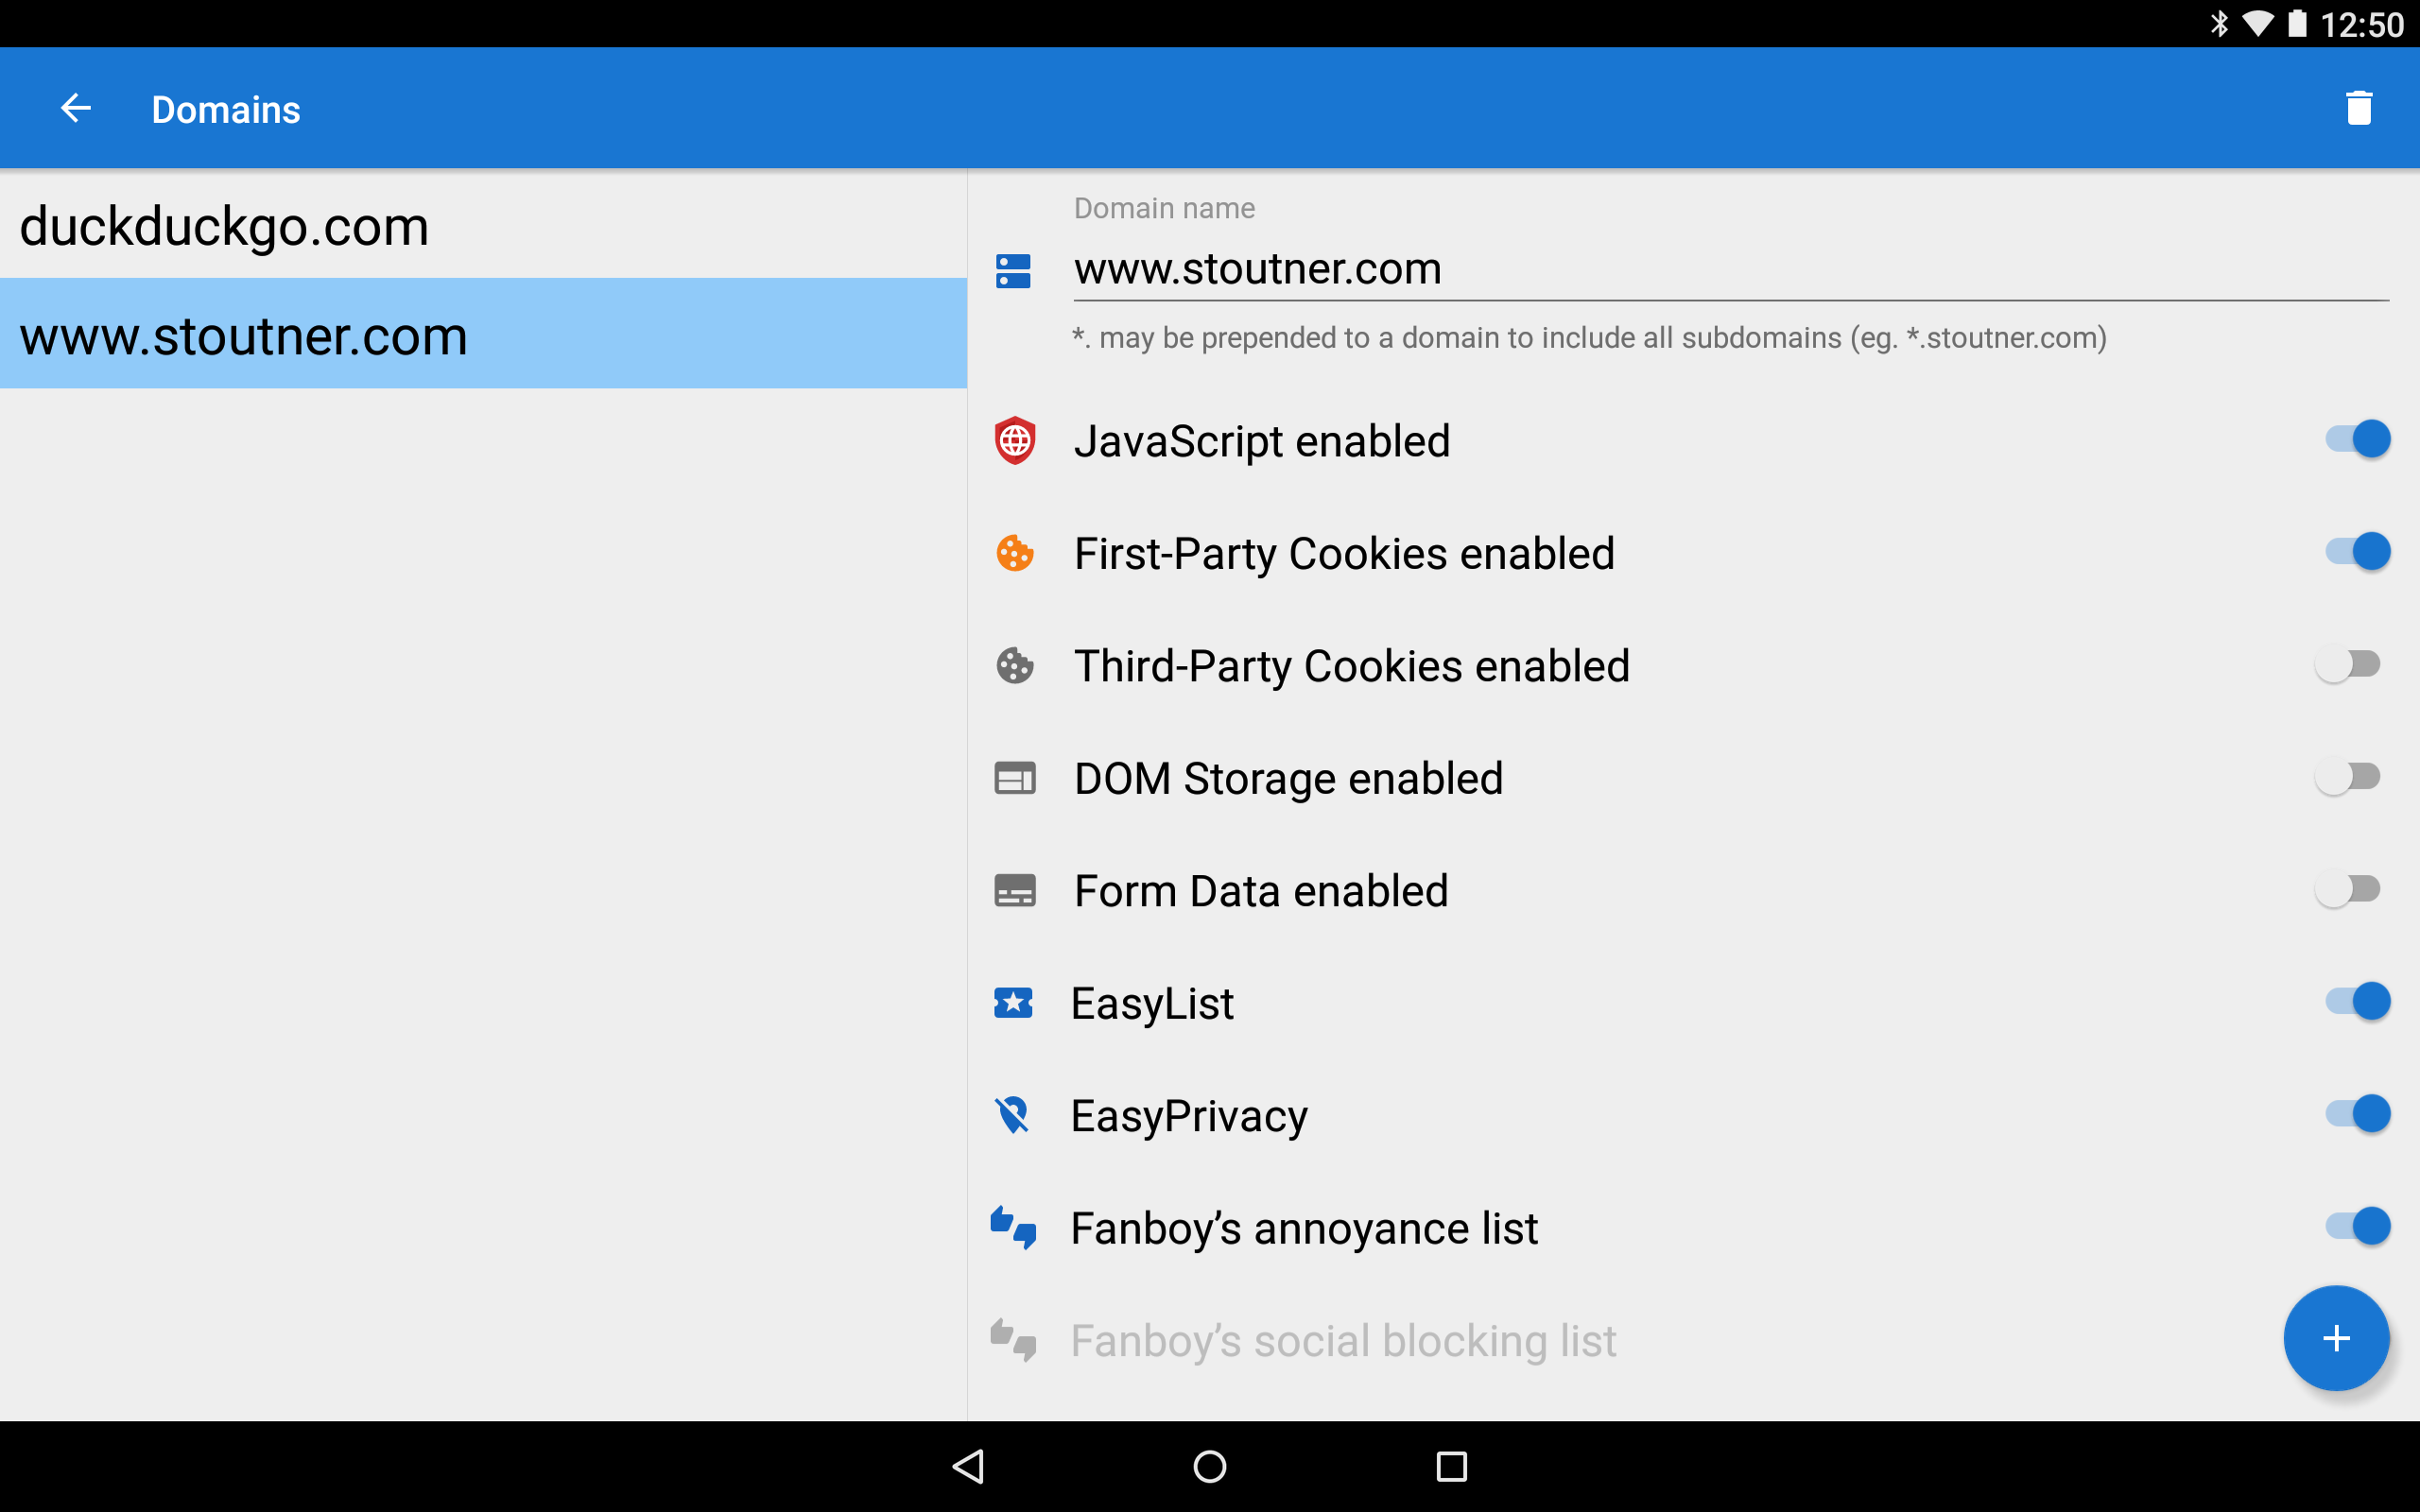 12:50
Domains
duckduckgo.com
www.stoutner.com
Domain name
www.stoutner.com
*. may be prepended to a domain to include all subdomains (eg. *.stoutner.com)
JavaScript enabled
First-Party Cookies enabled
Third-Party Cookies enabled
DOM Storage enabled
Form Data enabled
EasyList
EasyPrivacy
Fanboy’s annoyance list
Fanboy’s social blocking list